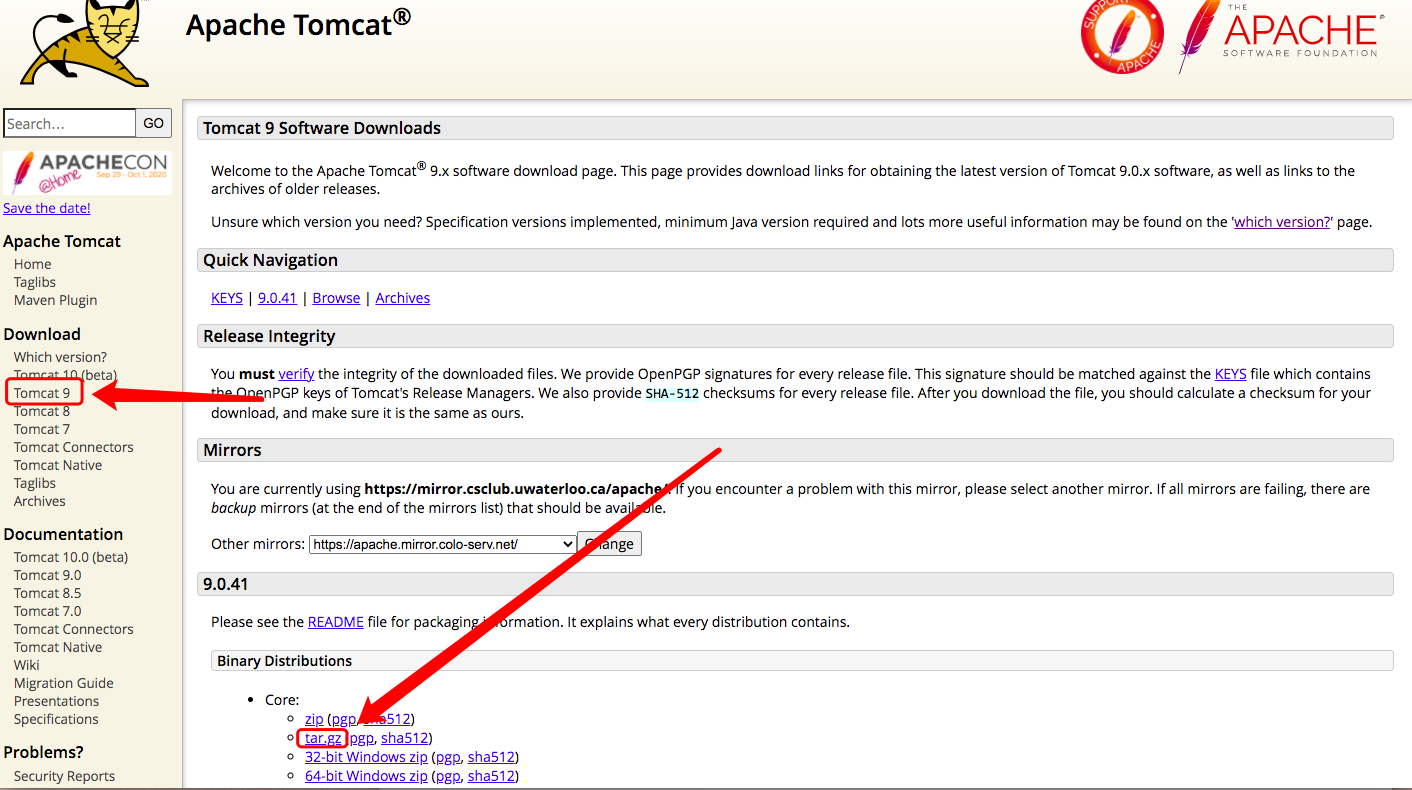 Apache Tomcat®
SUPPORT APACHE
THE
APACHE®
SOFTWARE FOUNDATION
Search...
GO
APACHECON
@Home Sep 29 - Oct 1, 2020
Save the date!
Apache Tomcat
Home
Taglibs
Maven Plugin
Download
Which version?
Tomcat 10 (beta)
Tomcat 9
Tomcat 8
Tomcat 7
Tomcat Connectors
Tomcat Native
Taglibs
Archives
Documentation
Tomcat 10.0 (beta)
Tomcat 9.0
Tomcat 8.5
Tomcat 7.0
Tomcat Connectors
Tomcat Native
Wiki
Migration Guide
Presentations
Specifications
Problems?
Security Reports
Tomcat 9 Software Downloads
Welcome to the Apache Tomcat® 9.x software download page. This page provides download links for obtaining the latest version of Tomcat 9.0.x software, as well as links to the
archives of older releases.
Unsure which version you need? Specification versions implemented, minimum Java version required and lots more useful information may be found on the 'which version?' page.
Quick Navigation
KEYS | 9.0.41 | Browse | Archives
Release Integrity
You must verify the integrity of the downloaded files. We provide OpenPGP signatures for every release file. This signature should be matched against the KEYS file which contains
the OpenPGP keys of Tomcat's Release Managers. We also provide SHA-512 checksums for every release file. After you download the file, you should calculate a checksum for your
download, and make sure it is the same as ours.
Mirrors
You are currently using https://mirror.csclub.uwaterloo.ca/apache/. If you encounter a problem with this mirror, please select another mirror. If all mirrors are failing, there are
backup mirrors (at the end of the mirrors list) that should be available.
Other mirrors: https://apache.mirror.colo-serv.net/ Change
9.0.41
Please see the README file for packaging information. It explains what every distribution contains.
Binary Distributions
• Core:
zip (pgp, sha512)
tar.gz (pgp, sha512)
32-bit Windows zip (pgp, sha512)
64-bit Windows zip (pgp, sha512)